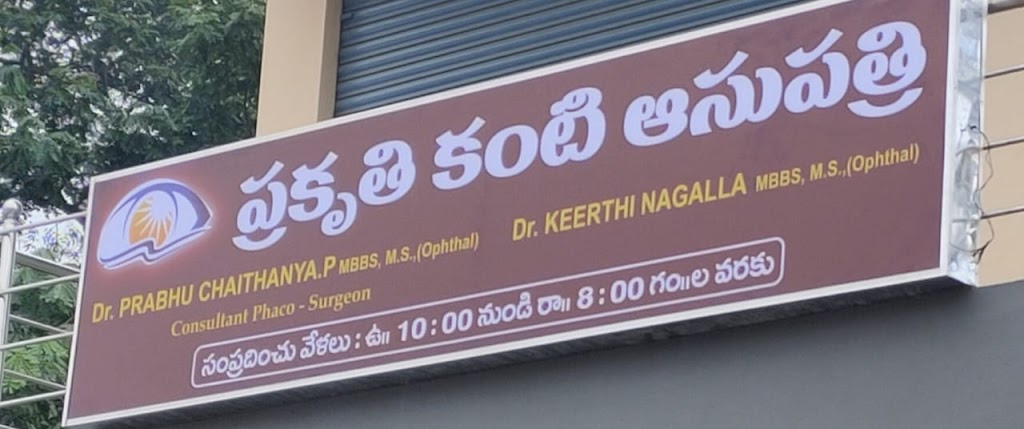 ప్రకృతి కంటి ఆసుపత్రి
Dr. PRABHU CHAITHANYA.P MBBS, M.S.,(Ophthal)
Consultant Phaco - Surgeon
Dr. KEERTHI NAGALLA MBBS, M.S.,(Ophthal)
సంప్రదించు వేళలు : ఉ॥ 10 : 00 నుండి రా॥ 8 : 00 గం॥ల వరకు